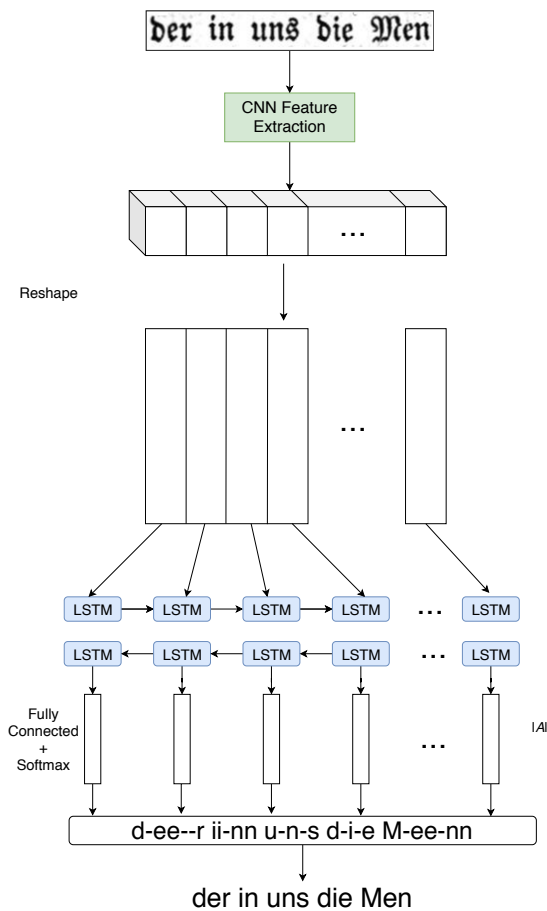 der in uns die Men
CNN Feature
Extraction
...
Reshape
...
LSTM LSTM LSTM LSTM ... LSTM
LSTM LSTM LSTM LSTM ... LSTM
Fully
Connected
+
Softmax
...
|A|
d-ee--r ii-nn u-n-s d-i-e M-ee-nn
der in uns die Men